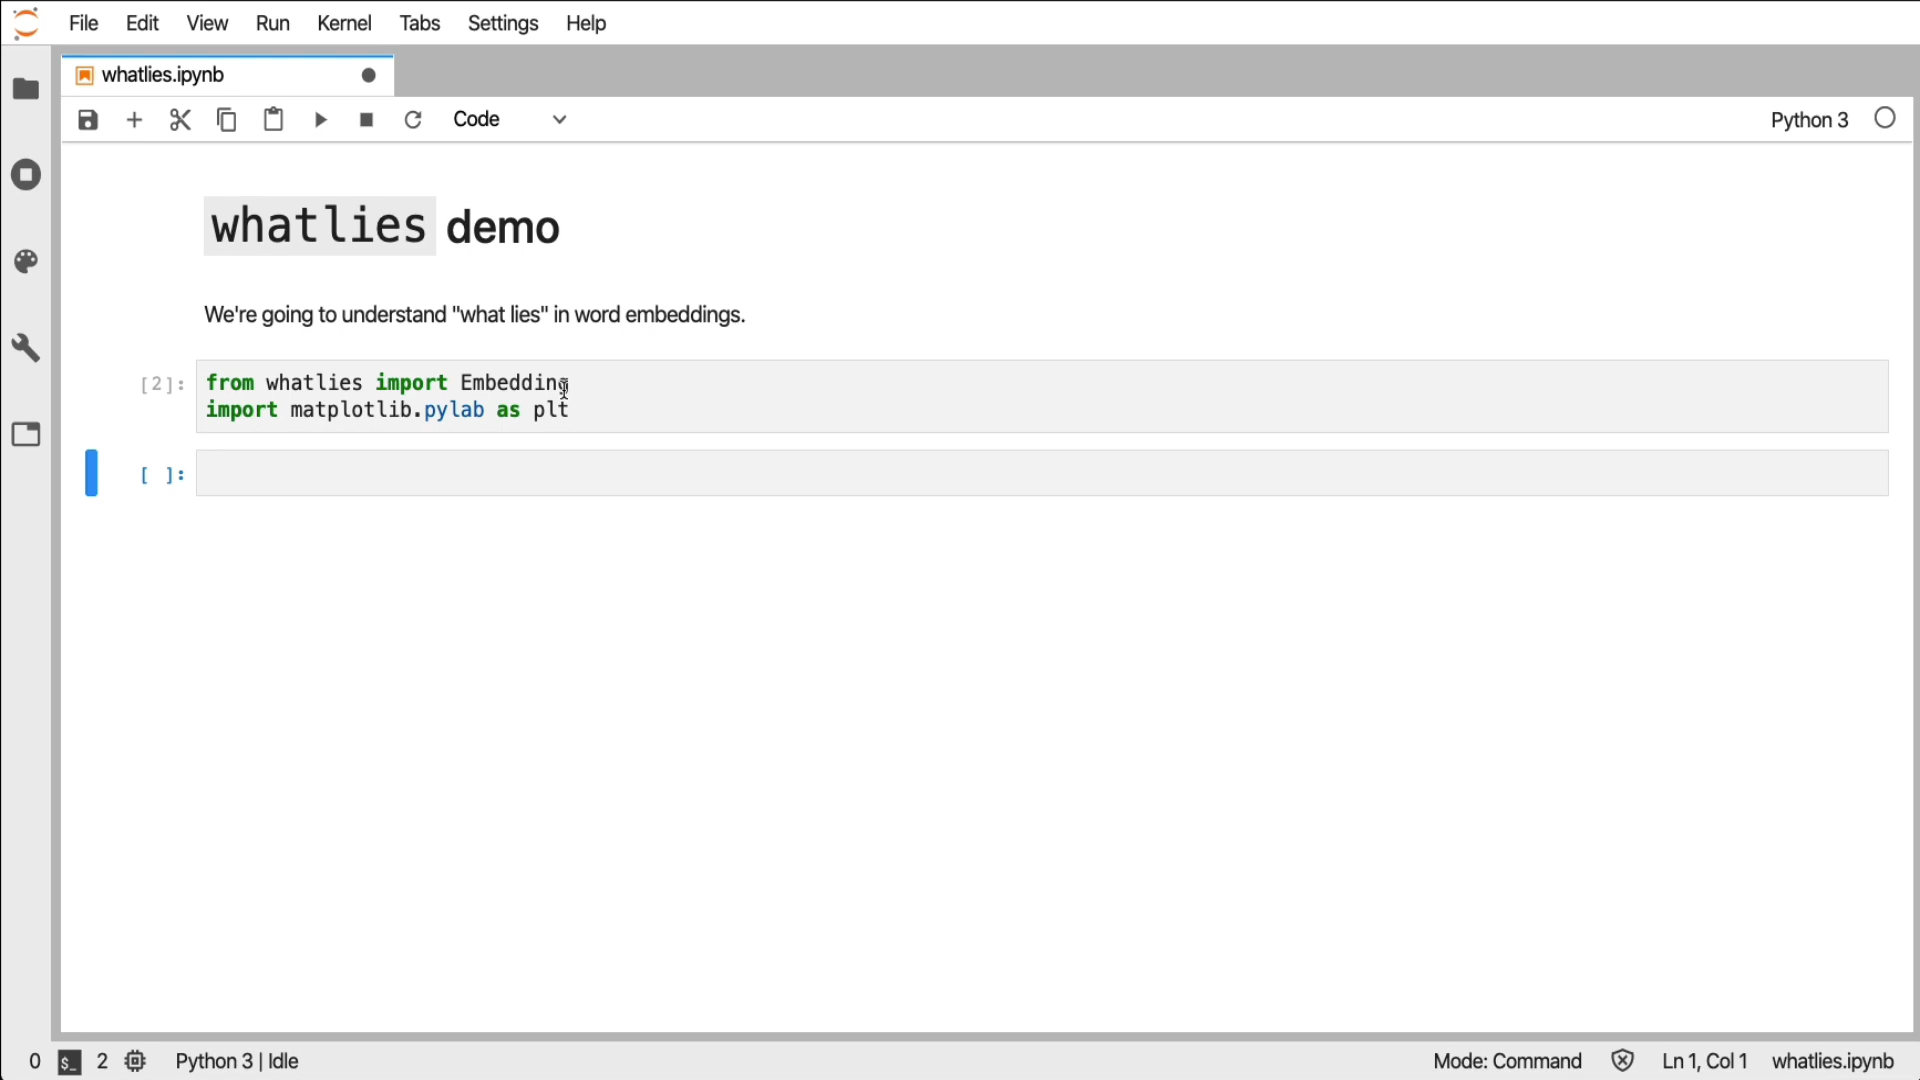 File Edit View Run Kernel Tabs Settings Help
whatlies.ipynb
Code
Python 3
whatlies demo
We're going to understand "what lies" in word embeddings.
[2]: from whatlies import Embedding
import matplotlib.pylab as plt
[ ]:
0 $_ 2 Python 3 | Idle Mode: Command Ln 1, Col 1 whatlies.ipynb